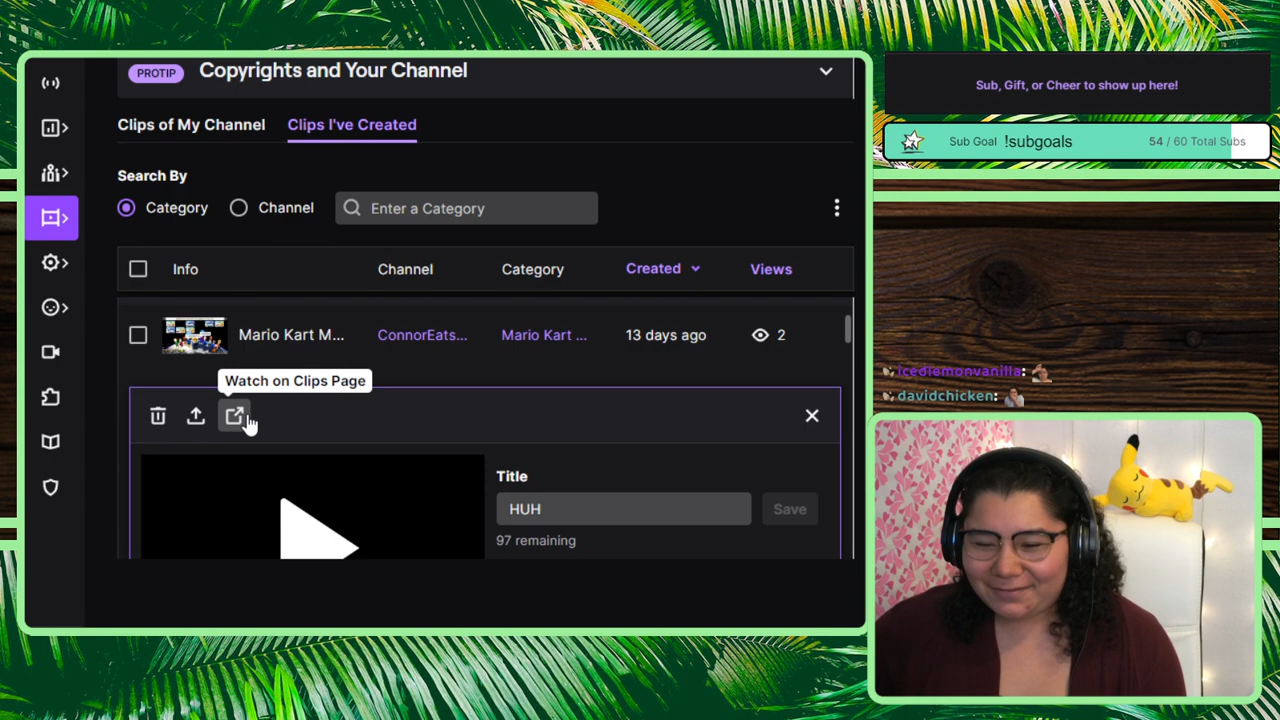 PROTIP Copyrights and Your Channel
Clips of My Channel Clips I've Created
Search By
Category Channel Enter a Category
Info Channel Category Created Views
Mario Kart M... ConnorEats... Mario Kart ... 13 days ago 2
Watch on Clips Page
Title
HUH Save
97 remaining
Sub, Gift, or Cheer to show up here!
Sub Goal !subgoals 54 / 60 Total Subs
icedlemonvanilla:
davidchicken: